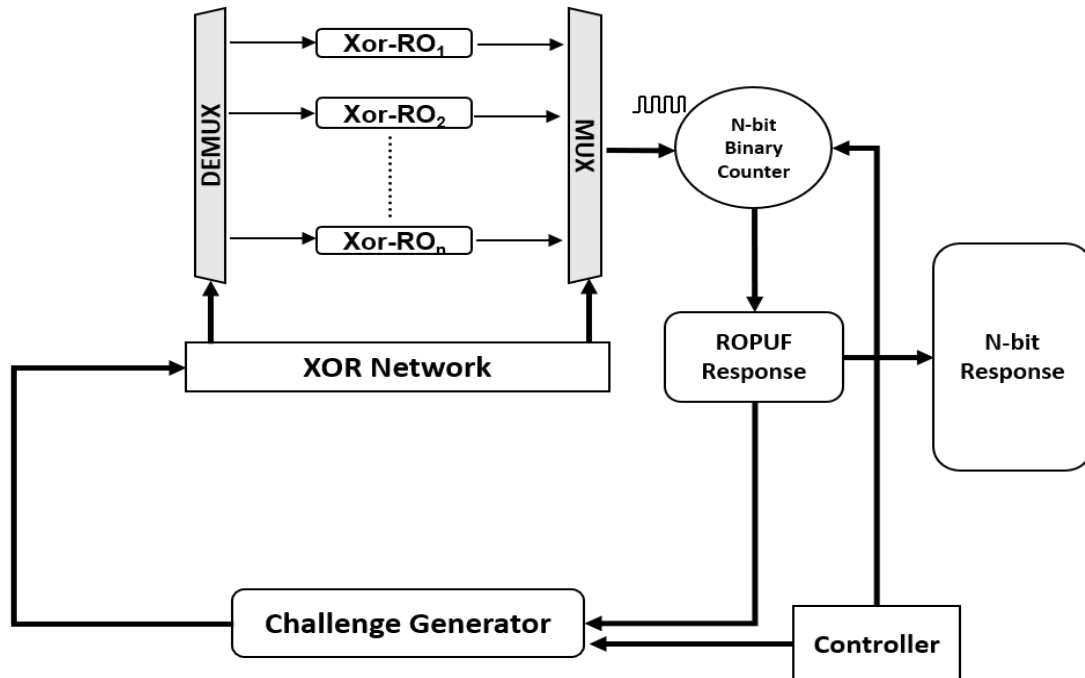 DEMUX
Xor-RO1
Xor-RO2
Xor-ROn
MUX
N-bit
Binary
Counter
XOR Network
ROPUF
Response
N-bit
Response
Challenge Generator
Controller